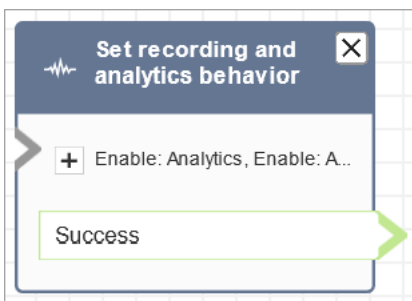 Set recording and
analytics behavior
Enable: Analytics, Enable: A...
Success